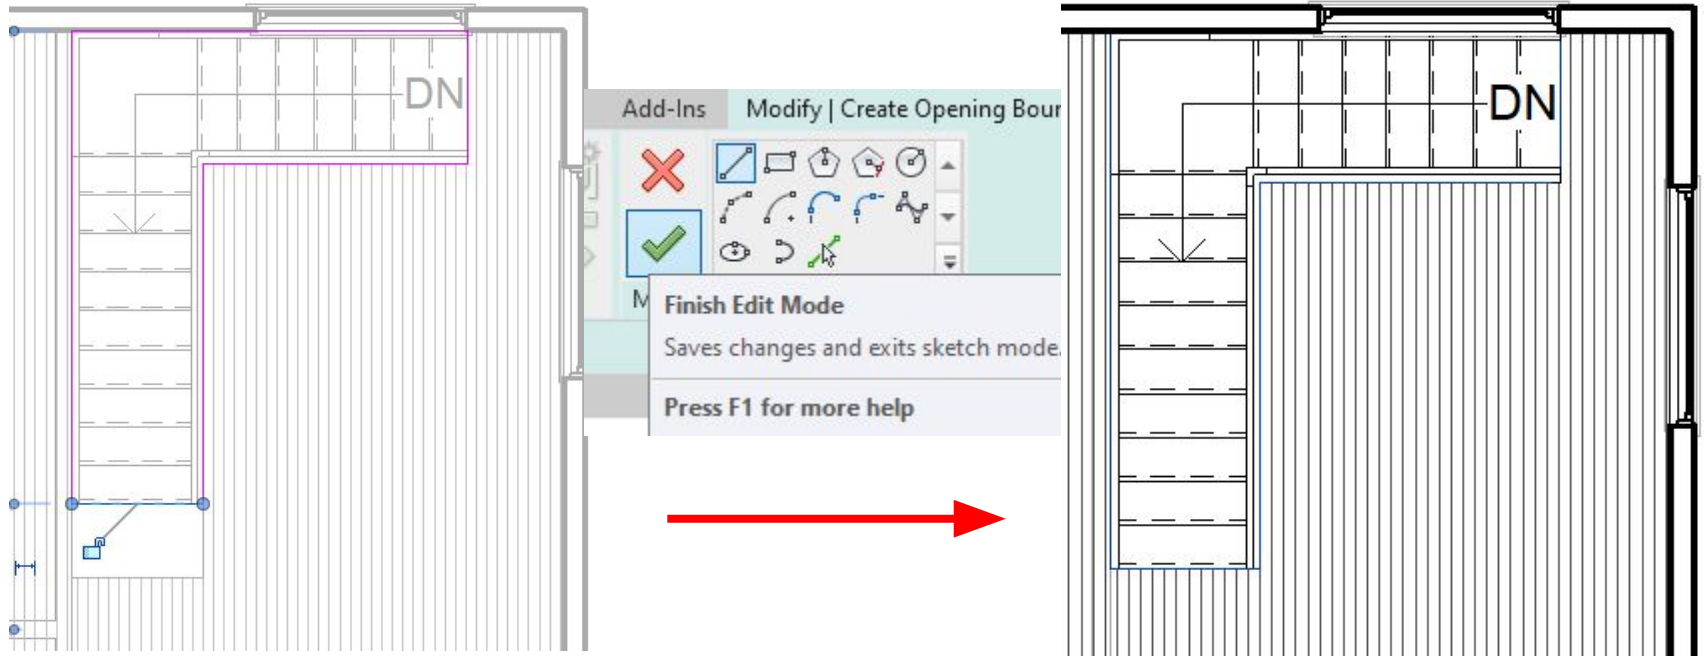 DN
Add-Ins
Modify | Create Opening
Finish Edit Mode
Saves changes and exits sketch mode.
Press F1 for more help
DN